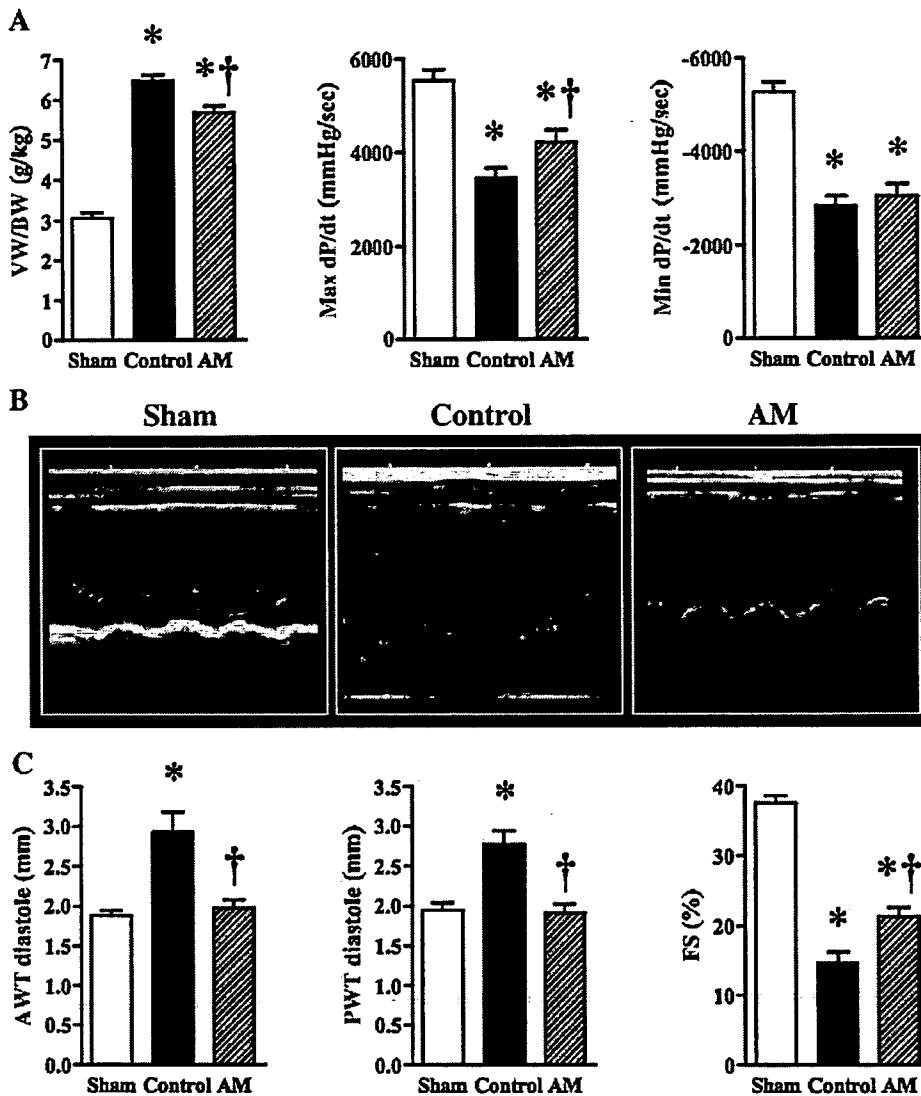 A
*
*†
VW/BW (g/kg)
7
6
5
4
3
2
1
0
Sham Control AM
*
*†
Max dP/dt (mmHg/sec)
6000
4000
2000
0
Sham Control AM
*
*
Min dP/dt (mmHg/sec)
-6000
-4000
-2000
0
Sham Control AM
B
Sham
Control
AM
C
*
†
AWT diastole (mm)
3.5
3.0
2.5
2.0
1.5
1.0
0.5
0.0
Sham Control AM
*
†
PWT diastole (mm)
3.5
3.0
2.5
2.0
1.5
1.0
0.5
0.0
Sham Control AM
*
*†
FS (%)
40
30
20
10
0
Sham Control AM